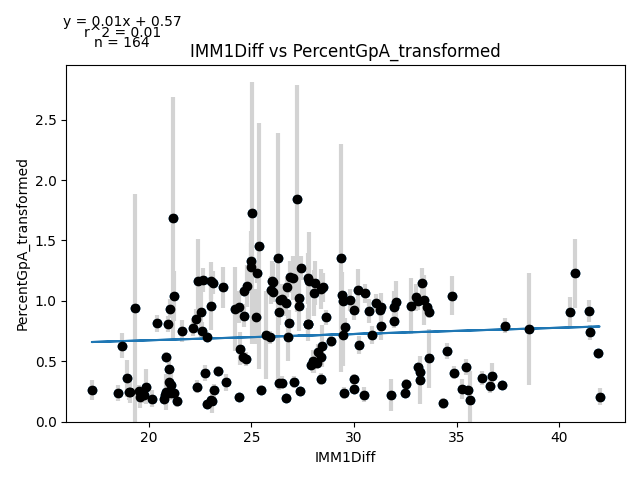 y = 0.01x + 0.57
r^2 = 0.01
n = 164
IMM1Diff vs PercentGpA_transformed
PercentGpA_transformed
2.5
2.0
1.5
1.0
0.5
0.0
20 25 30 35 40
IMM1Diff